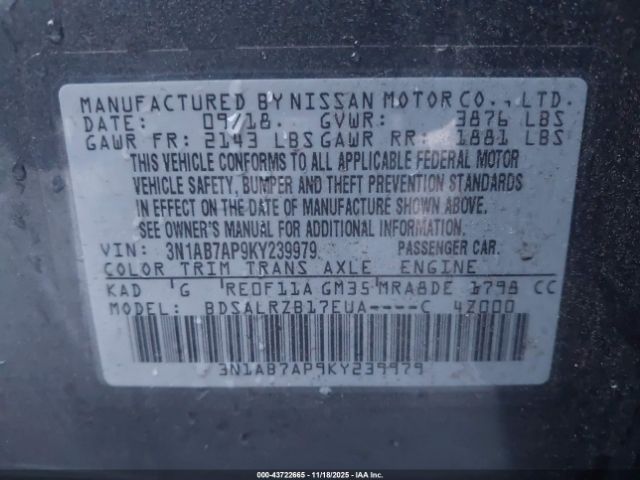 MANUFACTURED BY NISSAN MOTOR CO., LTD.
DATE: 09/18. GVWR: 3876 LBS
GAWR FR: 2143 LBS GAWR RR: 1881 LBS
THIS VEHICLE CONFORMS TO ALL APPLICABLE FEDERAL MOTOR
VEHICLE SAFETY, BUMPER AND THEFT PREVENTION STANDARDS
IN EFFECT ON THE DATE OF MANUFACTURE SHOWN ABOVE.
SEE OWNER'S MANUAL FOR ADDITIONAL INFORMATION.
VIN: 3N1AB7AP9KY239979 PASSENGER CAR.
COLOR TRIM TRANS AXLE ENGINE
KAD G RE0F11A GM35 MRA8DE 1798 CC
MODEL: BDSALRZB17EUA----C 4Z000
3N1AB7AP9KY239979
000-43722665 - 11/18/2025 - IAAI.COM